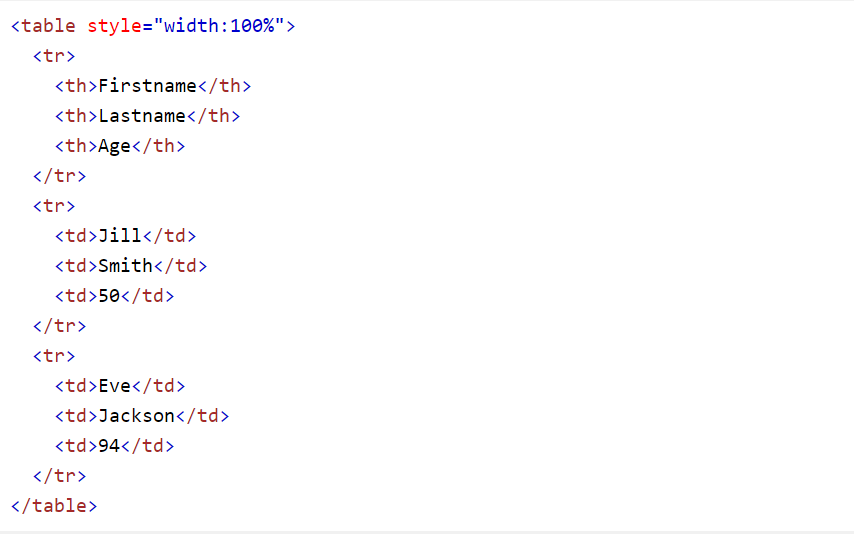 <table style="width:100%">
  <tr>
    <th>Firstname</th>
    <th>Lastname</th>
    <th>Age</th>
  </tr>
  <tr>
    <td>Jill</td>
    <td>Smith</td>
    <td>50</td>
  </tr>
  <tr>
    <td>Eve</td>
    <td>Jackson</td>
    <td>94</td>
  </tr>
</table>